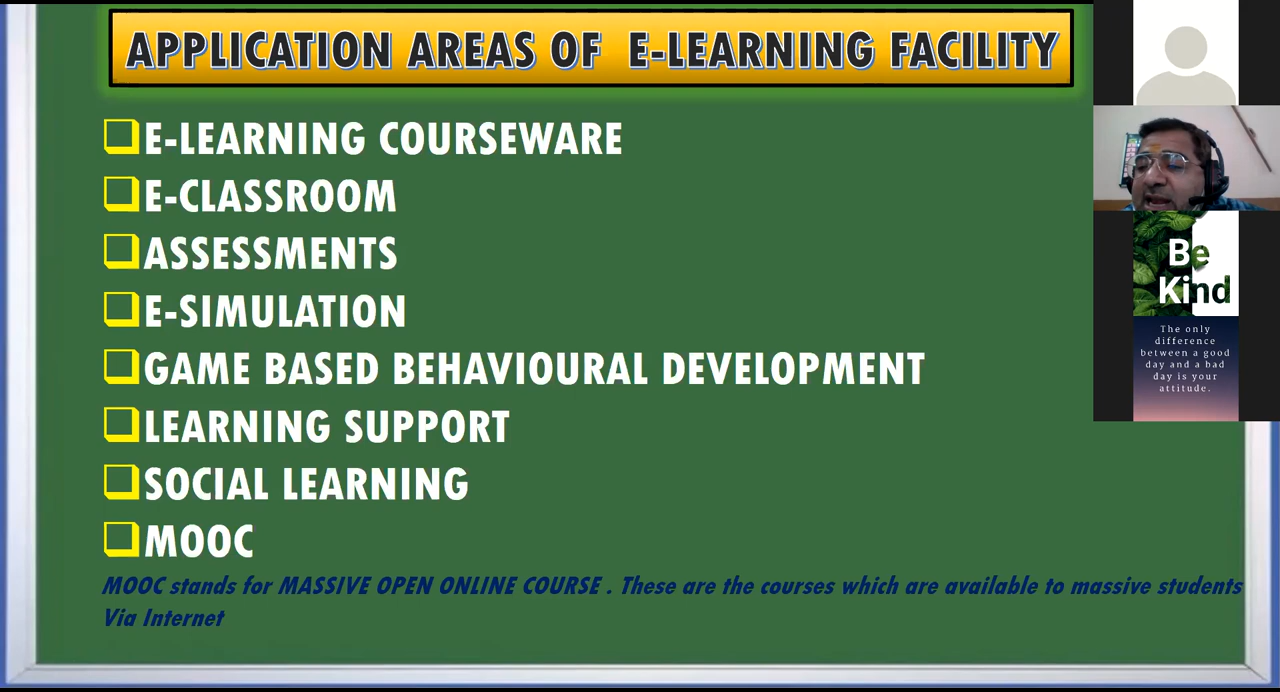 APPLICATION AREAS OF E-LEARNING FACILITY
E-LEARNING COURSEWARE
E-CLASSROOM
ASSESSMENTS
E-SIMULATION
GAME BASED BEHAVIOURAL DEVELOPMENT
LEARNING SUPPORT
SOCIAL LEARNING
MOOC
MOOC stands for MASSIVE OPEN ONLINE COURSE . These are the courses which are available to massive students
Via Internet
Be
Kind
The only
difference
between a good
day and a bad
day is your
attitude.